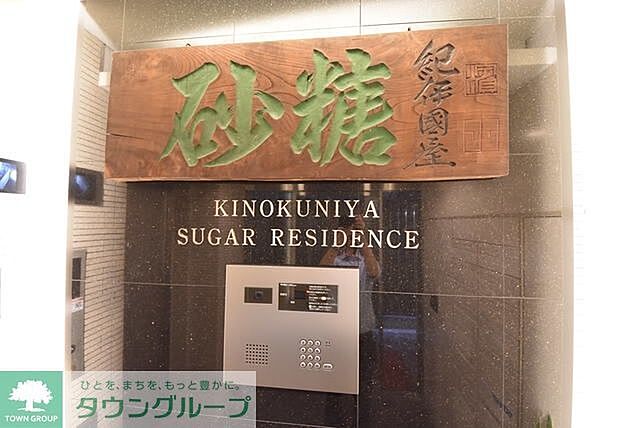 砂糖
紀伊國屋
KINOKUNIYA
SUGAR RESIDENCE
TOWN GROUP
ひとを、まちを、もっと豊かに。
タウングループ